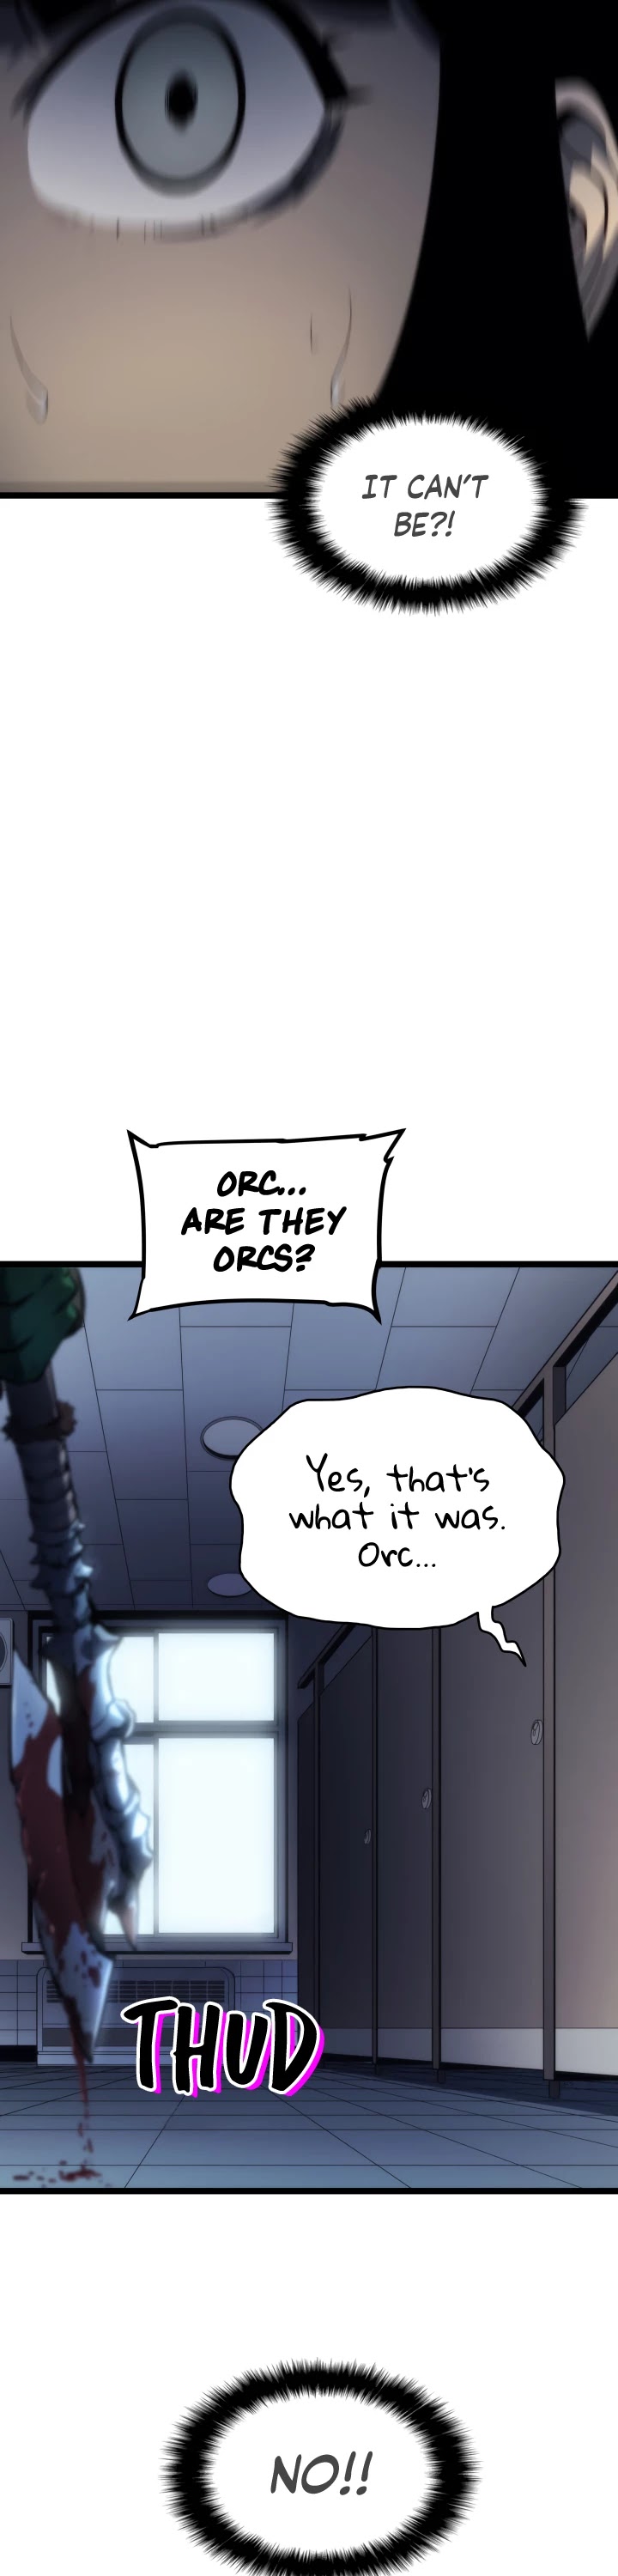 IT CAN'T
BE?!
ORC...
ARE THEY
ORCS?
Yes, that's
what it was.
Orc...
THUD
NO!!